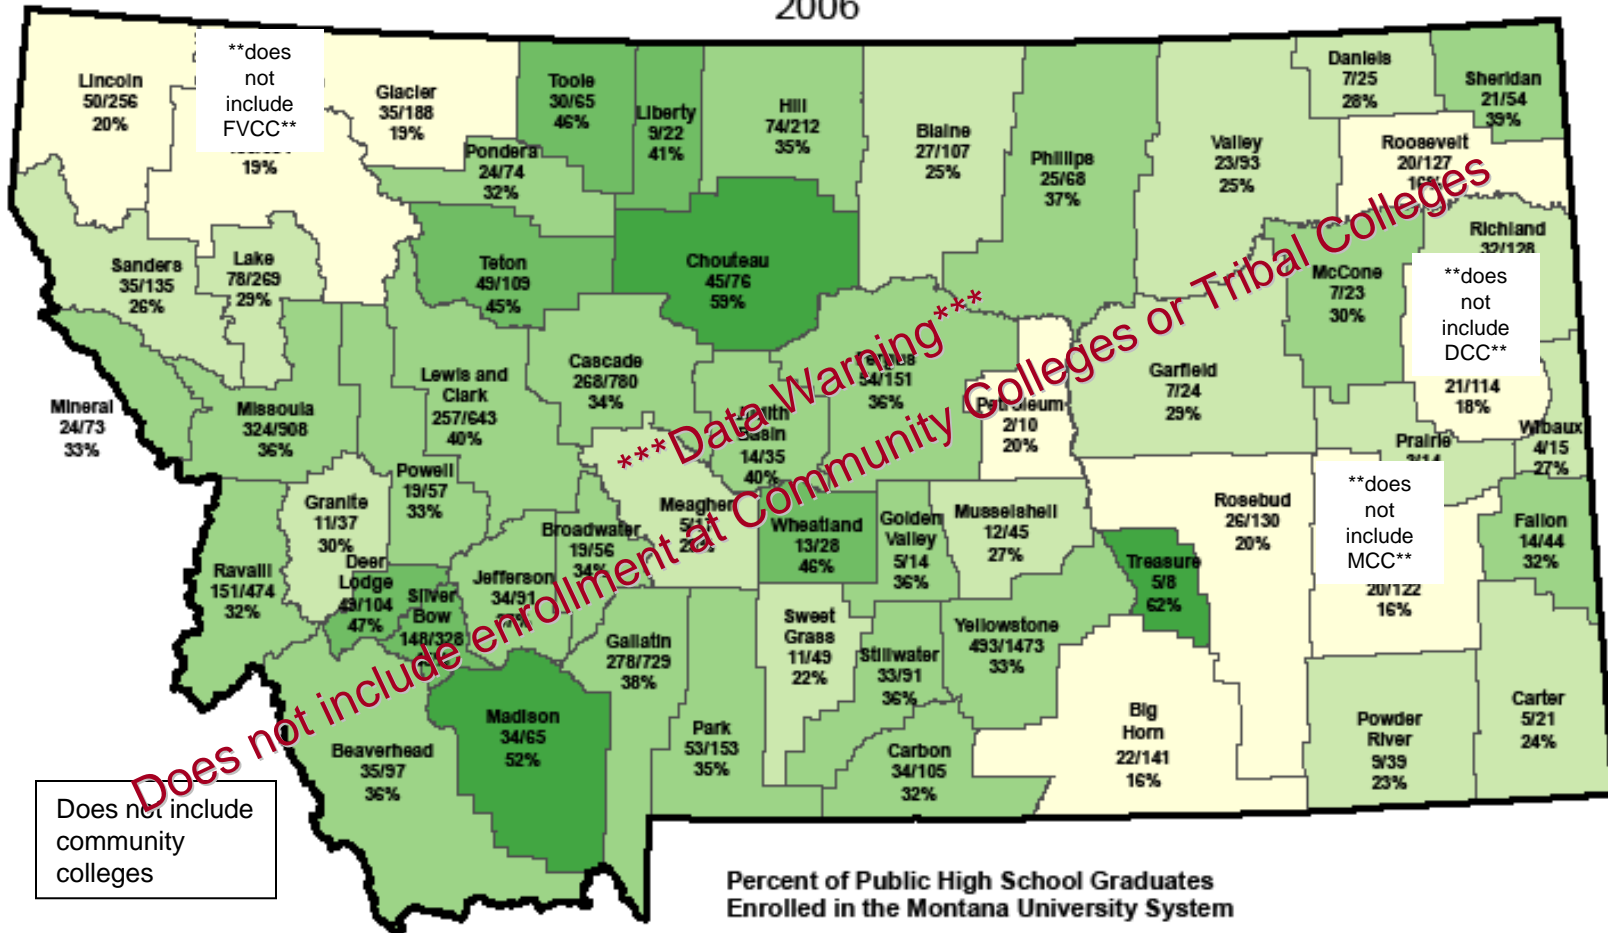 2006
Lincoln
50/256
20%
**does
not
include
FVCC**
19%
Glacier
35/188
19%
Toole
30/65
46%
Liberty
9/22
41%
Hill
74/212
35%
Blaine
27/107
25%
Phillips
25/68
37%
Valley
23/93
25%
Daniels
7/25
28%
Sheridan
21/54
39%
Roosevelt
20/127
16%
Pondera
24/74
32%
Sanders
35/135
26%
Lake
78/269
29%
Teton
49/109
45%
Chouteau
45/76
59%
McCone
7/23
30%
Richland
32/128
**does
not
include
DCC**
21/114
18%
Mineral
24/73
33%
Missoula
324/908
36%
Lewis and
Clark
257/643
40%
Cascade
268/780
34%
Fergus
54/151
36%
Judith
Basin
14/35
40%
Petroleum
2/10
20%
Garfield
7/24
29%
Prairie
Wibaux
4/15
27%
Powell
19/57
33%
Granite
11/37
30%
Deer
Lodge
49/104
47%
Ravalli
151/474
32%
Silver
Bow
148/328
Jefferson
34/91
Broadwater
19/56
34%
Meagher
Wheatland
13/28
46%
Golden
Valley
5/14
36%
Musselshell
12/45
27%
Treasure
5/8
62%
Rosebud
26/130
20%
**does
not
include
MCC**
20/122
16%
Fallon
14/44
32%
Gallatin
278/729
38%
Sweet
Grass
11/49
22%
Stillwater
33/91
36%
Yellowstone
493/1473
33%
Beaverhead
35/97
36%
Madison
34/65
52%
Park
53/153
35%
Carbon
34/105
32%
Big
Horn
22/141
16%
Powder
River
9/39
23%
Carter
5/21
24%
***Data Warning***
Does not include enrollment at Community Colleges or Tribal Colleges
Does not include
community
colleges
Percent of Public High School Graduates
Enrolled in the Montana University System